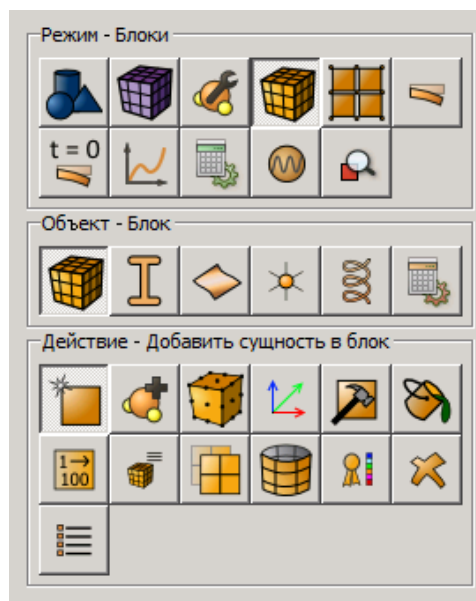 Режим - Блоки
t = 0
Объект - Блок
Действие - Добавить сущность в блок
1→
100